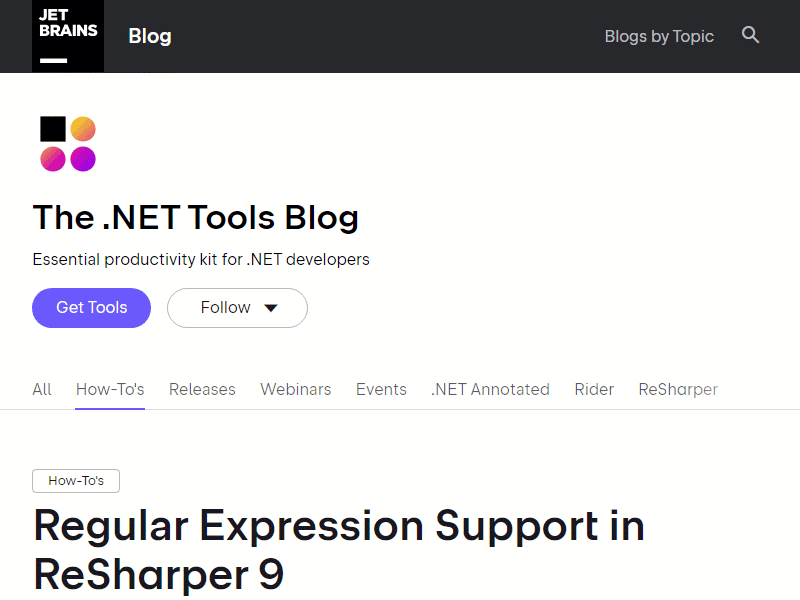 JET
BRAINS
Blog
Blogs by Topic
The .NET Tools Blog
Essential productivity kit for .NET developers
Get Tools
Follow
All How-To's Releases Webinars Events .NET Annotated Rider ReSharper
How-To's
Regular Expression Support in
ReSharper 9